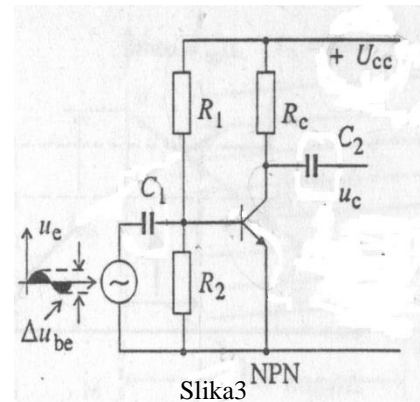 + Ucc
R1
Rc
C2
C1
uc
ue
R2
~
Δube
NPN
Slika3